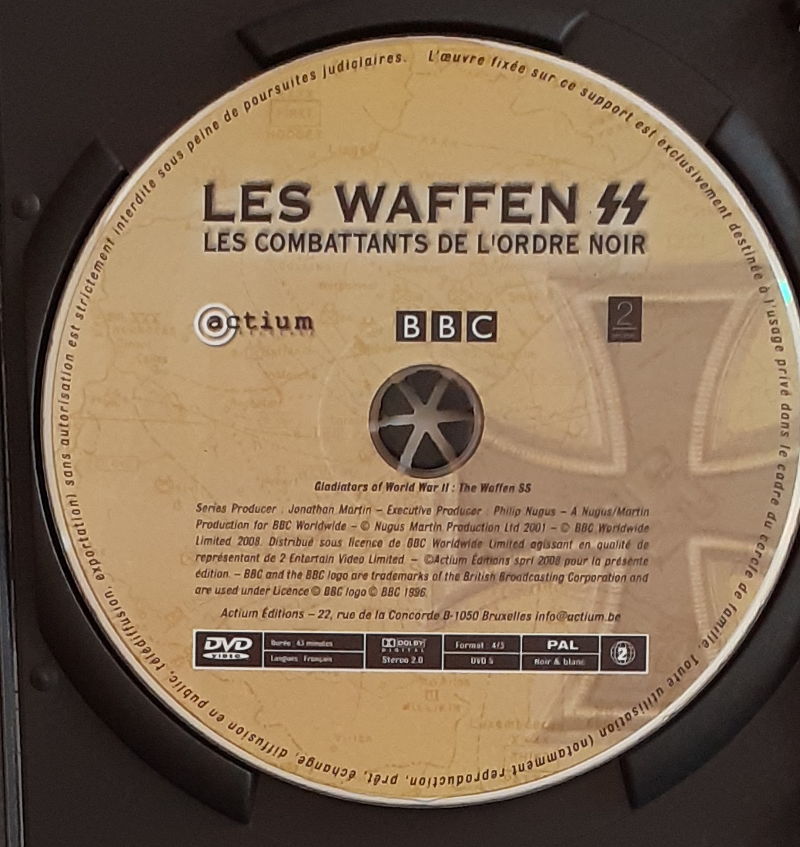 L'œuvre fixée sur ce support est exclusivement destinée à l'usage privé dans le cadre du cercle de famille. Toute utilisation (notamment reproduction, prêt, échange, diffusion en public, télédiffusion, exportation) sans autorisation est strictement interdite sous peine de poursuites judiciaires.
LES WAFFEN SS
LES COMBATTANTS DE L'ORDRE NOIR
actium
BBC
2
Gladiators of World War II : The Waffen SS
Series Producer : Jonathan Martin – Executive Producer : Philip Nugus – A Nugus/Martin
Production for BBC Worldwide – © Nugus Martin Production Ltd 2001 – © BBC Worldwide
Limited 2008. Distribué sous licence de BBC Worldwide Limited agissant en qualité de
représentant de 2 Entertain Video Limited – ©Actium Éditions sprl 2008 pour la présente
édition – BBC and the BBC logo are trademarks of the British Broadcasting Corporation and
are used under Licence © BBC logo © BBC 1996.
Actium Éditions – 22, rue de la Concorde B-1050 Bruxelles info@actium.be
DVD VIDEO
Durée : 43 minutes
Langues : Français
DOLBY DIGITAL
Stereo 2.0
Format : 4/3
DVD 5
PAL
Noir & blanc
2